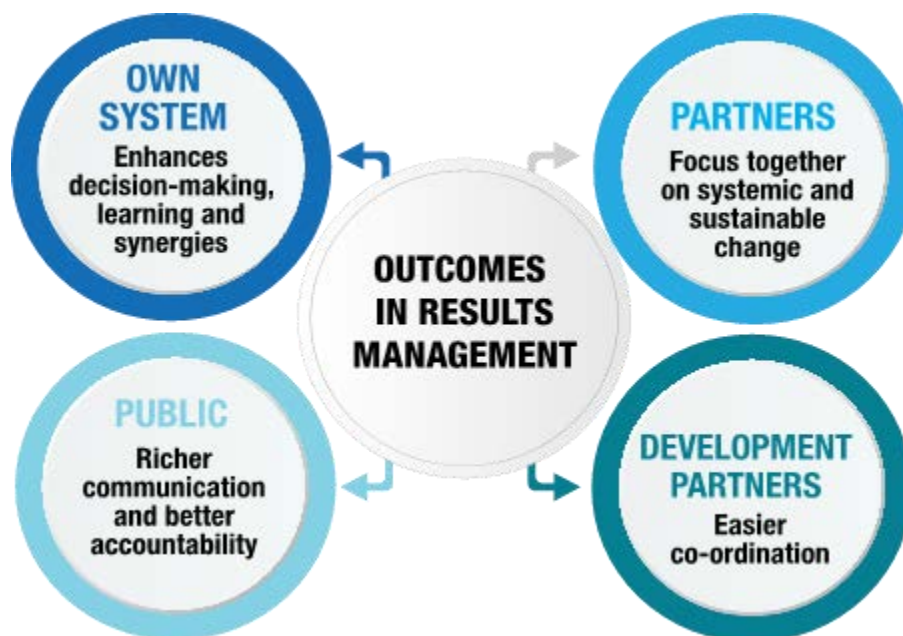 OWN
SYSTEM
Enhances
decision-making,
learning and
synergies
PARTNERS
Focus together
on systemic and
sustainable
change
OUTCOMES
IN RESULTS
MANAGEMENT
PUBLIC
Richer
communication
and better
accountability
DEVELOPMENT
PARTNERS
Easier
co-ordination